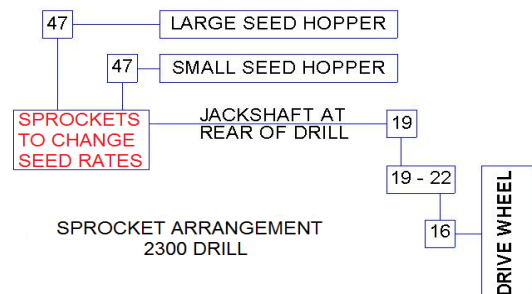 47
LARGE SEED HOPPER
47
SMALL SEED HOPPER
SPROCKETS
TO CHANGE
SEED RATES
JACKSHAFT AT
REAR OF DRILL
19
19 - 22
16
DRIVE WHEEL
SPROCKET ARRANGEMENT
2300 DRILL